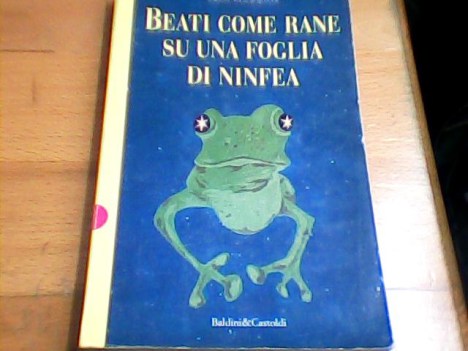 BEATI COME RANE
SU UNA FOGLIA
DI NINFEA
Baldini&Castoldi